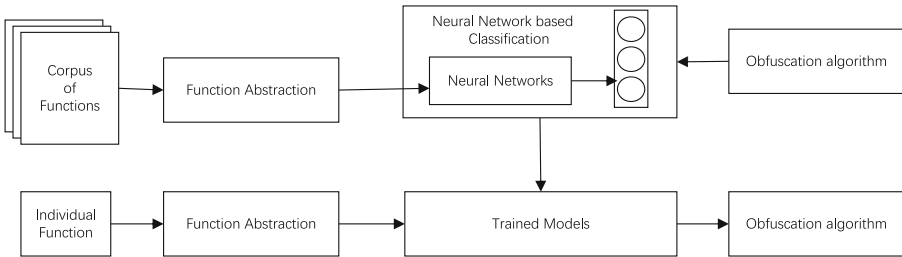 Neural Network based
Classification
Corpus
of
Functions
Function Abstraction
Neural Networks
Obfuscation algorithm
Individual
Function
Function Abstraction
Trained Models
Obfuscation algorithm